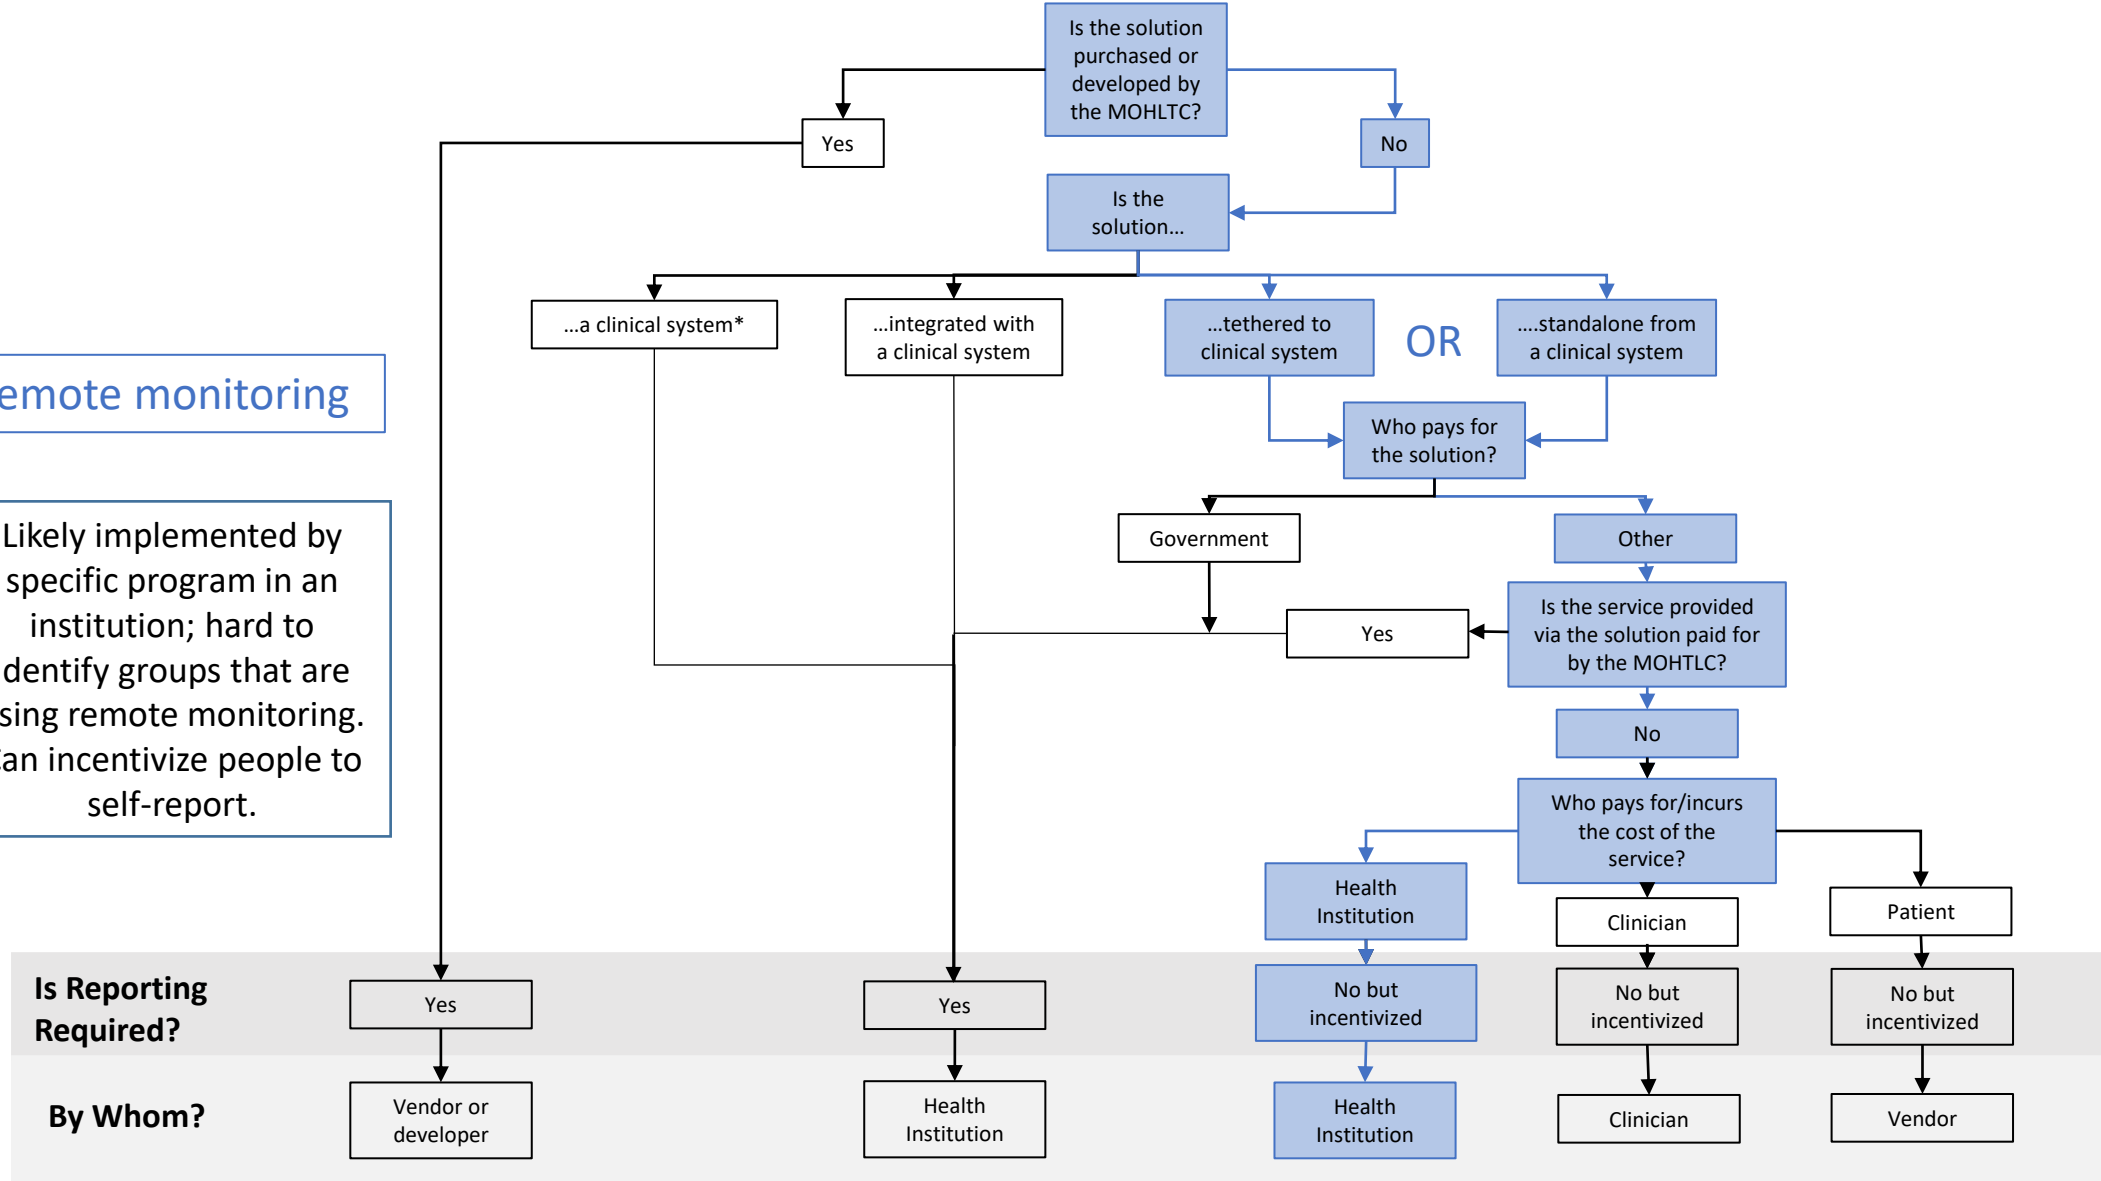 Is the solution
purchased or
developed by
the MOHLTC?
Yes
No
Is the
solution…
…a clinical system*
…integrated with
a clinical system
…tethered to
clinical system
OR
….standalone from
a clinical system
emote monitoring
Who pays for
the solution?
Likely implemented by
specific program in an
institution; hard to
dentify groups that are
sing remote monitoring.
an incentivize people to
self-report.
Government
Other
Is the service provided
via the solution paid for
by the MOHTLC?
Yes
No
Who pays for/incurs
the cost of the
service?
Health
Institution
Clinician
Patient
Is Reporting
Required?
Yes
Yes
No but
incentivized
No but
incentivized
No but
incentivized
By Whom?
Vendor or
developer
Health
Institution
Health
Institution
Clinician
Vendor